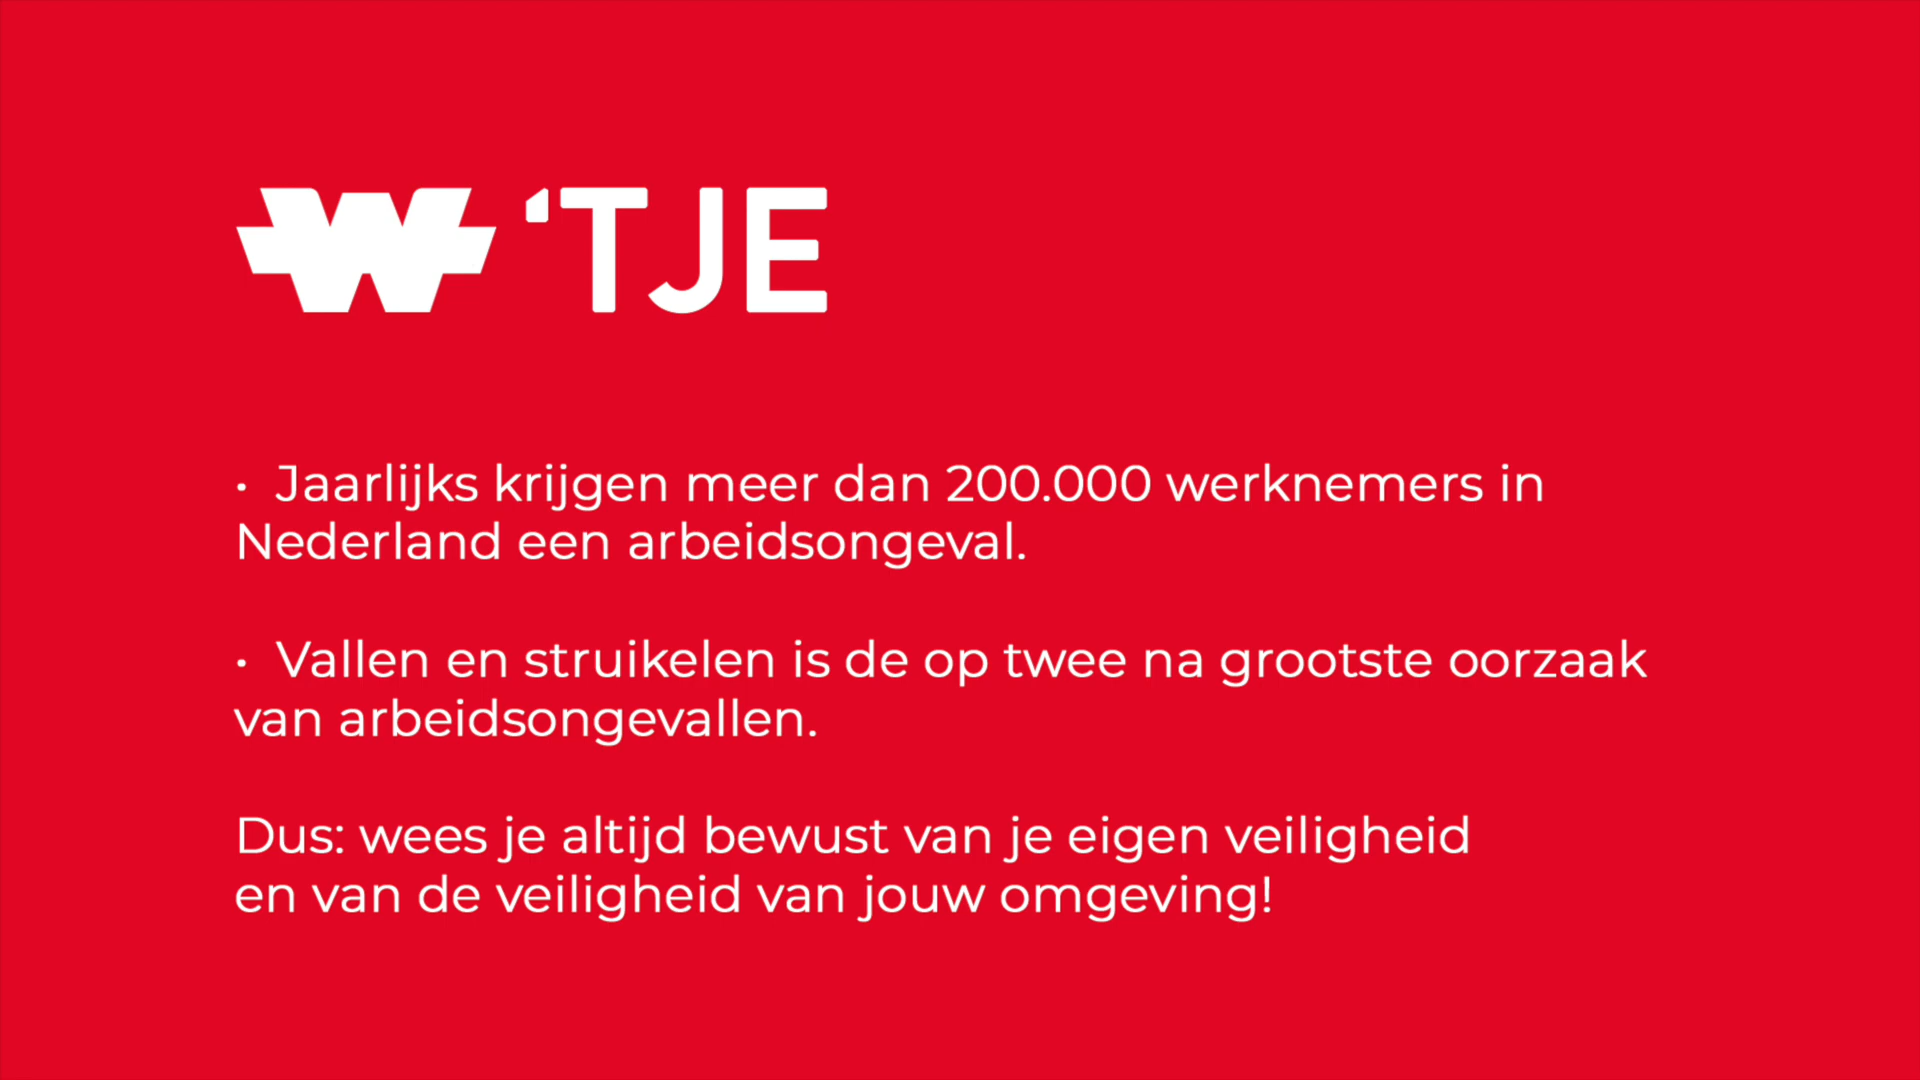 W 'TJE
• Jaarlijks krijgen meer dan 200.000 werknemers in
Nederland een arbeidsongeval.
• Vallen en struikelen is de op twee na grootste oorzaak
van arbeidsongevallen.
Dus: wees je altijd bewust van je eigen veiligheid
en van de veiligheid van jouw omgeving!